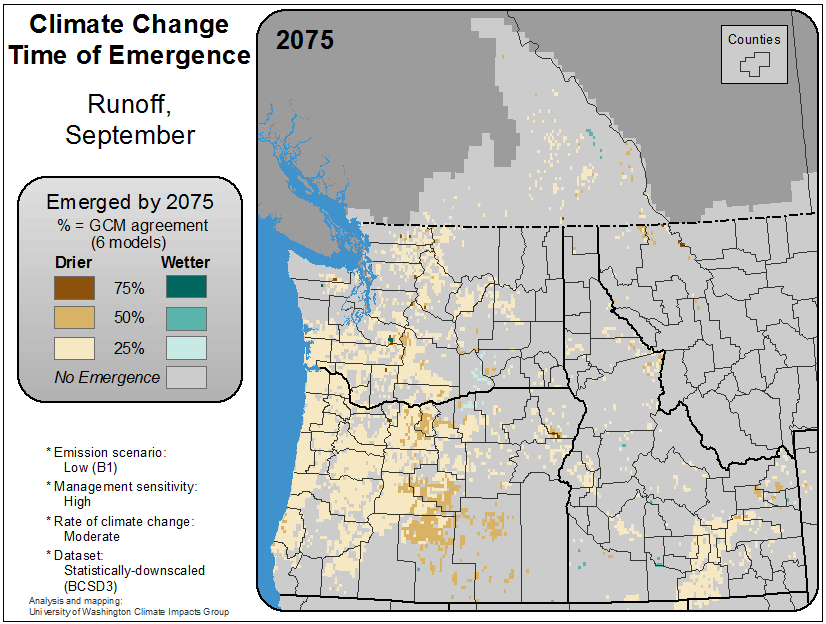 Climate Change
Time of Emergence
Runoff,
September
Emerged by 2075
% = GCM agreement
(6 models)
Drier Wetter
75%
50%
25%
No Emergence
* Emission scenario:
Low (B1)
* Management sensitivity:
High
* Rate of climate change:
Moderate
* Dataset:
Statistically-downscaled
(BCSD3)
Analysis and mapping:
University of Washington Climate Impacts Group
2075
Counties